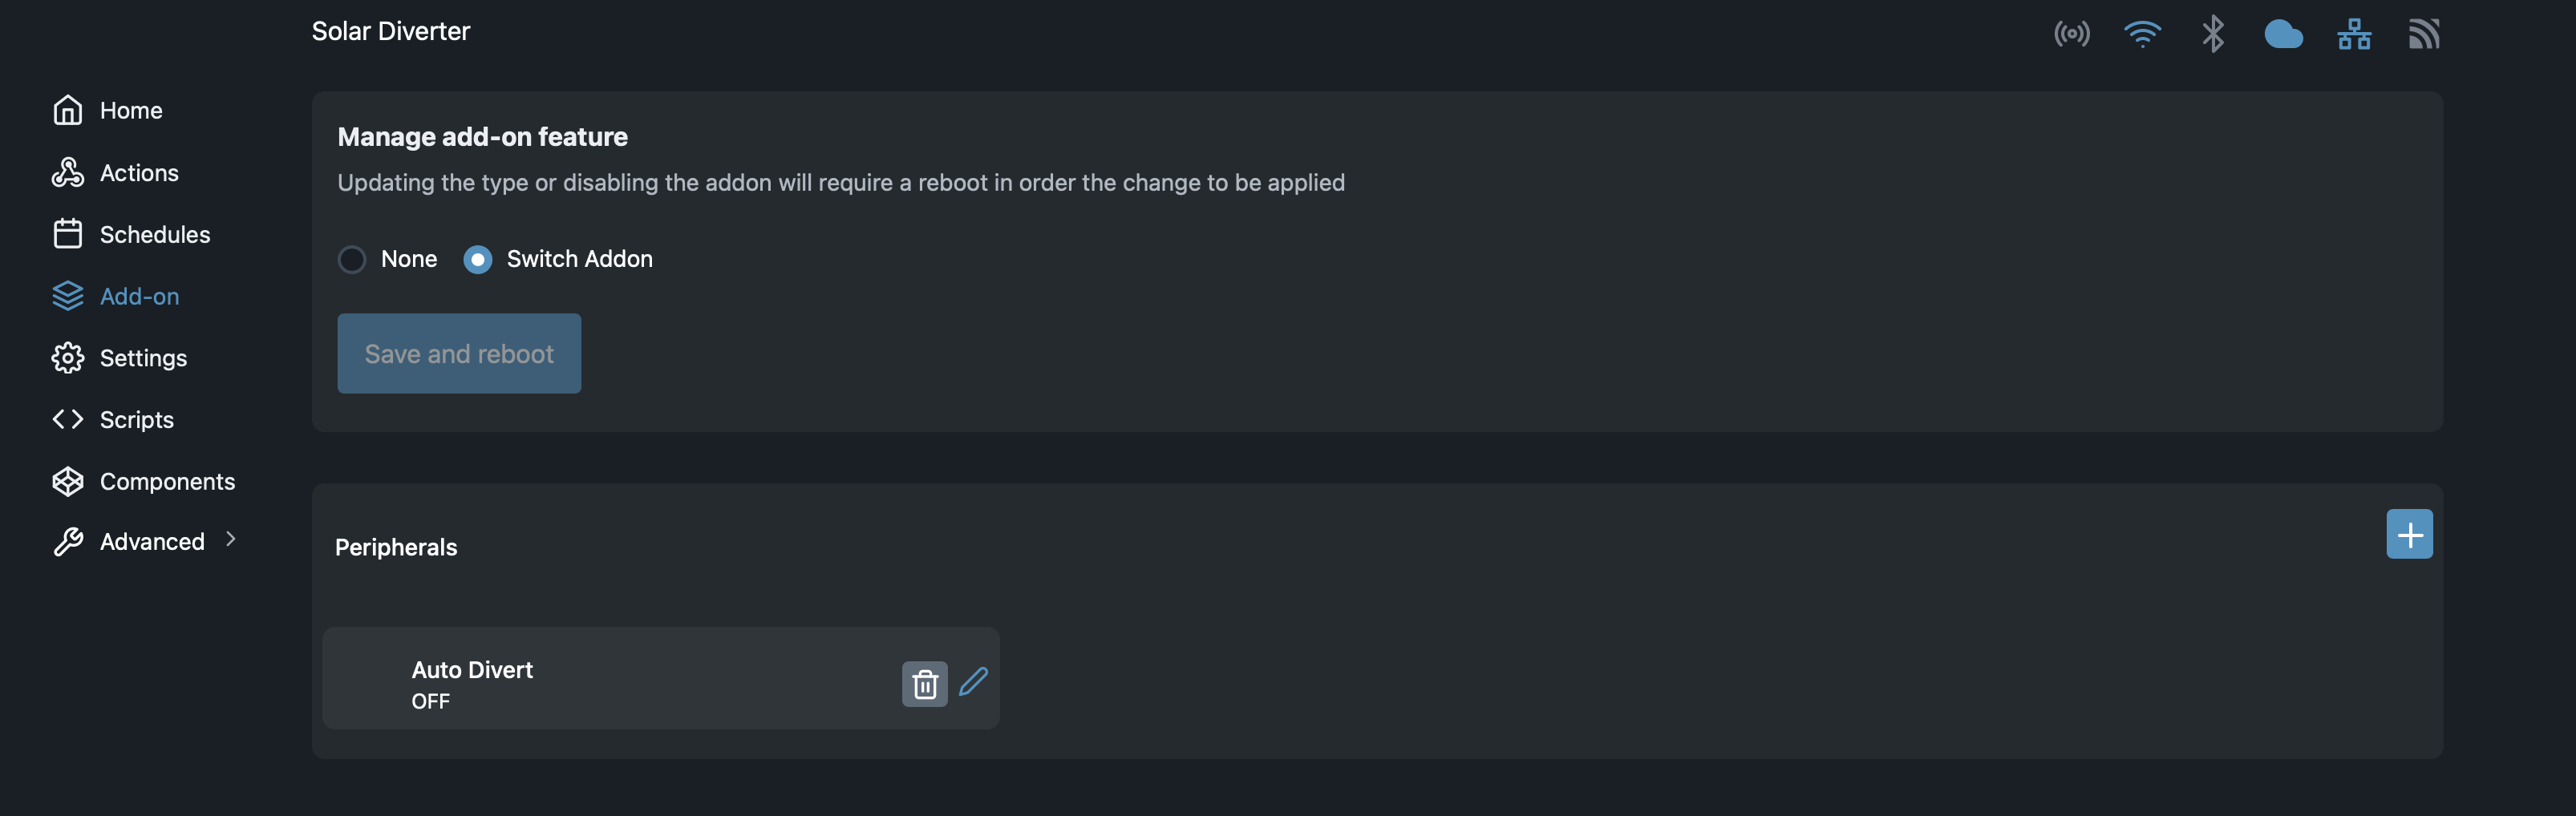 Solar Diverter
Home
Actions
Schedules
Add-on
Settings
Scripts
Components
Advanced
Manage add-on feature
Updating the type or disabling the addon will require a reboot in order the change to be applied
None
Switch Addon
Save and reboot
Peripherals
Auto Divert
OFF